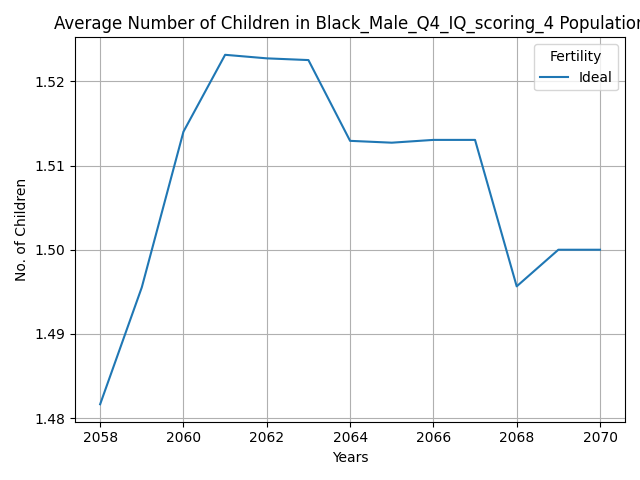 Average Number of Children in Black_Male_Q4_IQ_scoring_4 Population
Fertility
Ideal
1.52
1.51
1.50
1.49
1.48
No. of Children
2058 2060 2062 2064 2066 2068 2070
Years